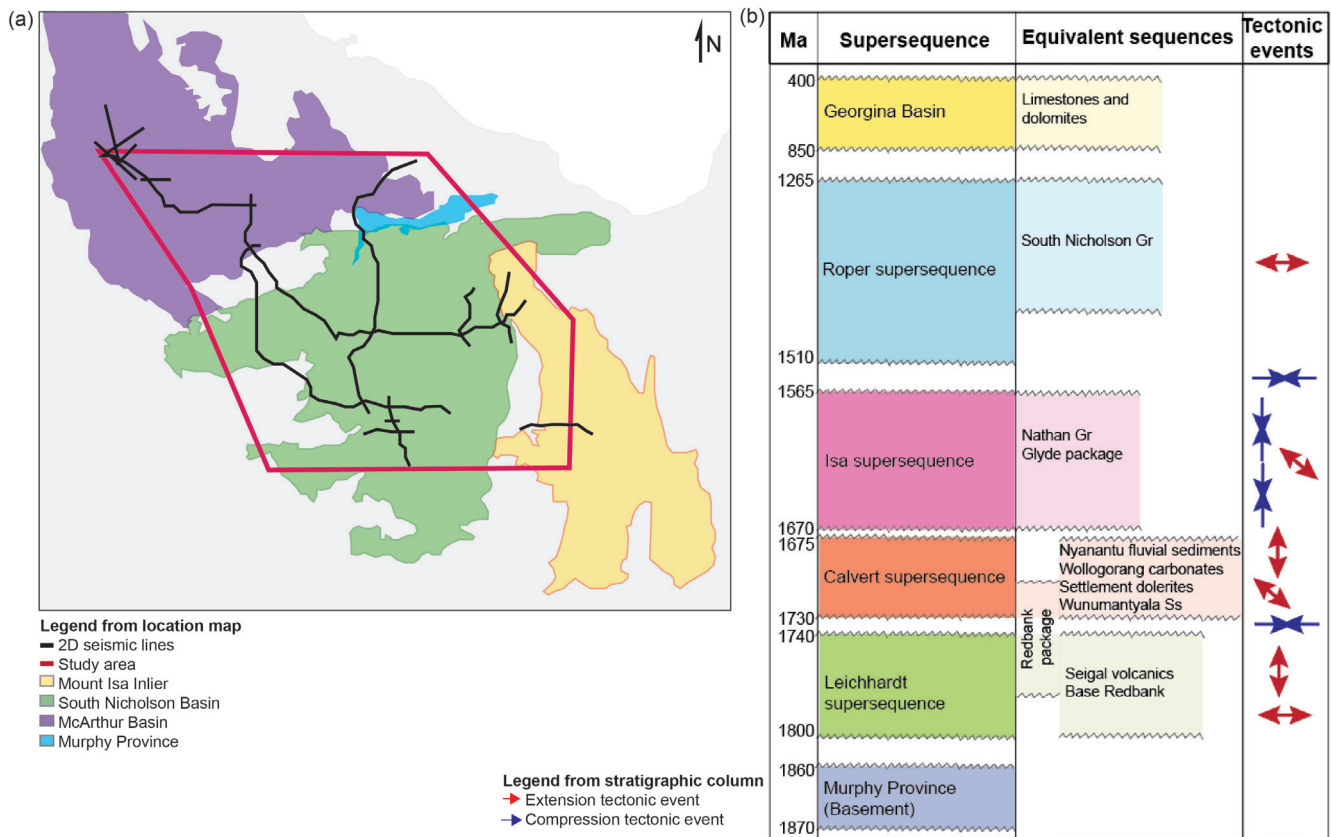 (a)
N
Legend from location map
2D seismic lines
Study area
Mount Isa Inlier
South Nicholson Basin
McArthur Basin
Murphy Province
Legend from stratigraphic column
Extension tectonic event
Compression tectonic event
(b)
Ma
Supersequence
Equivalent sequences
Tectonic
events
400
Georgina Basin
Limestones and
dolomites
850
1265
Roper supersequence
South Nicholson Gr
1510
1565
Isa supersequence
Nathan Gr
Glyde package
1670
1675
Calvert supersequence
Nyanantu fluvial sediments
Wollogorang carbonates
Settlement dolerites
Wunumantyala Ss
1730
Redbank
package
1740
Leichhardt
supersequence
Seigal volcanics
Base Redbank
1800
1860
Murphy Province
(Basement)
1870